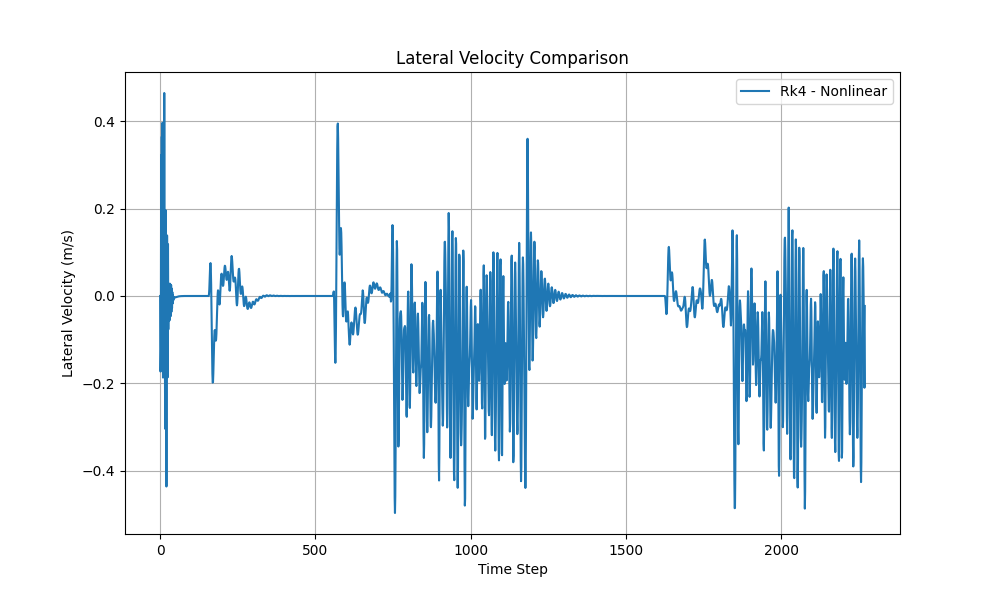 Lateral Velocity Comparison
Rk4 - Nonlinear
Lateral Velocity (m/s)
0.4
0.2
0.0
−0.2
−0.4
0 500 1000 1500 2000
Time Step